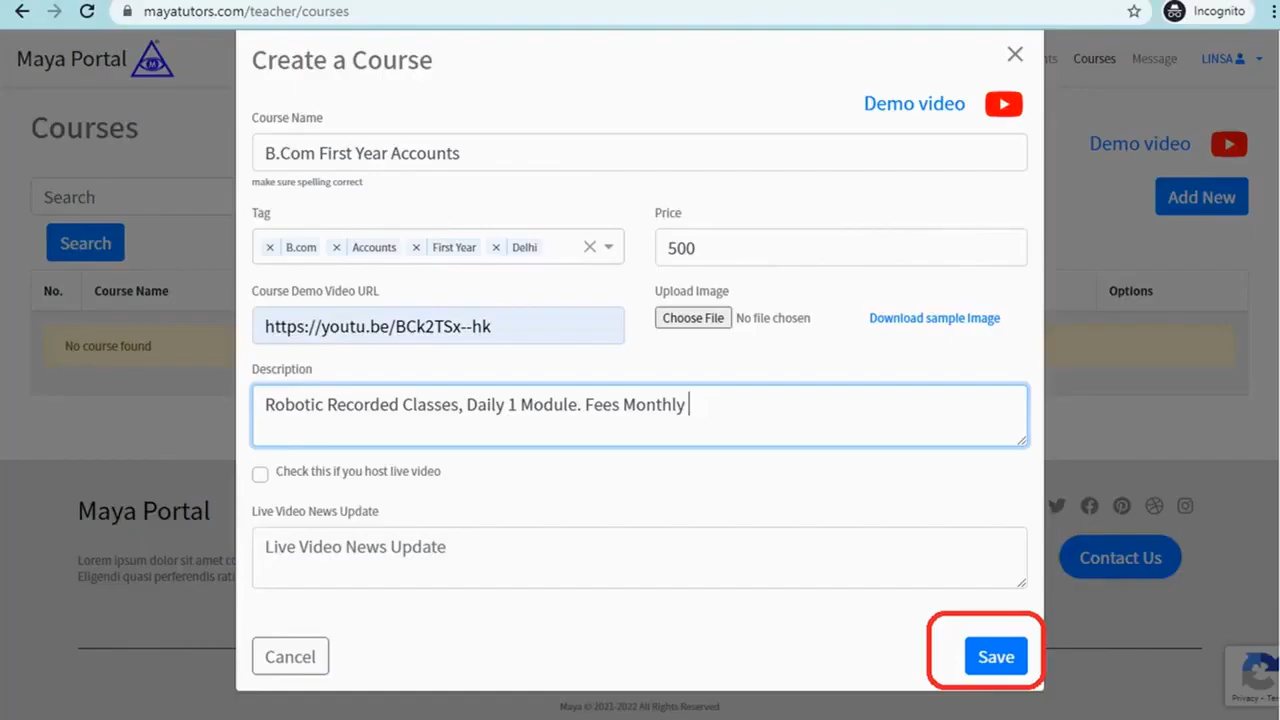 mayatutors.com/teacher/courses
Incognito
Maya Portal
M
Create a Course
Courses
Message
LINSA
Courses
Demo video
Demo video
Course Name
B.Com First Year Accounts
make sure spelling correct
Search
Add New
Tag
Price
B.com
Accounts
First Year
Delhi
500
Search
No.
Course Name
Options
Course Demo Video URL
Upload Image
https://youtu.be/BCk2TSx--hk
Choose File
No file chosen
Download sample Image
No course found
Description
Robotic Recorded Classes, Daily 1 Module. Fees Monthly
Check this if you host live video
Maya Portal
Live Video News Update
Live Video News Update
Lorem ipsum dolor sit amet
Eligendi quasi perferendis
Contact Us
Cancel
Save
Maya © 2021-2022 All Rights Reserved
Privacy